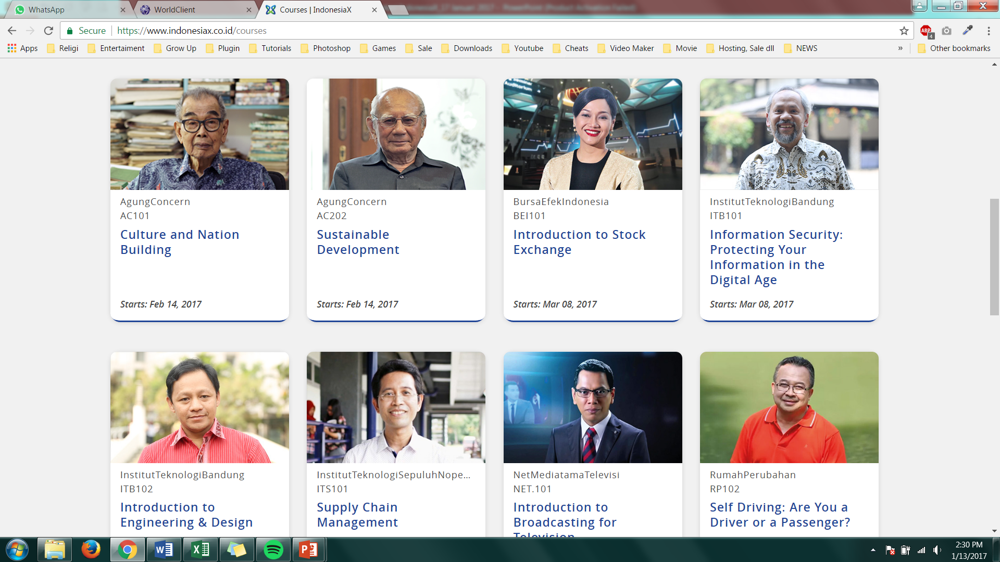 WhatsApp
WorldClient
Courses | IndonesiaX
Secure
https://www.indonesiax.co.id/courses
ABP
4
Apps
Religi
Entertaiment
Grow Up
Plugin
Tutorials
Photoshop
Games
Sale
Downloads
Youtube
Cheats
Video Maker
Movie
Hosting, Sale dll
NEWS
»
Other bookmarks
Auditorium
AgungConcern
AC101
Culture and Nation
Building
Starts: Feb 14, 2017
AgungConcern
AC202
Sustainable
Development
Starts: Feb 14, 2017
BursaEfekIndonesia
BEI101
Introduction to Stock
Exchange
Starts: Mar 08, 2017
InstitutTeknologiBandung
ITB101
Information Security:
Protecting Your
Information in the
Digital Age
Starts: Mar 08, 2017
InstitutTeknologiBandung
ITB102
Introduction to
Engineering & Design
InstitutTeknologiSepuluhNope...
ITS101
Supply Chain
Management
NetMediatamaTelevisi
NET.101
Introduction to
Broadcasting for
Television
RumahPerubahan
RP102
Self Driving: Are You a
Driver or a Passenger?
2:30 PM
1/13/2017